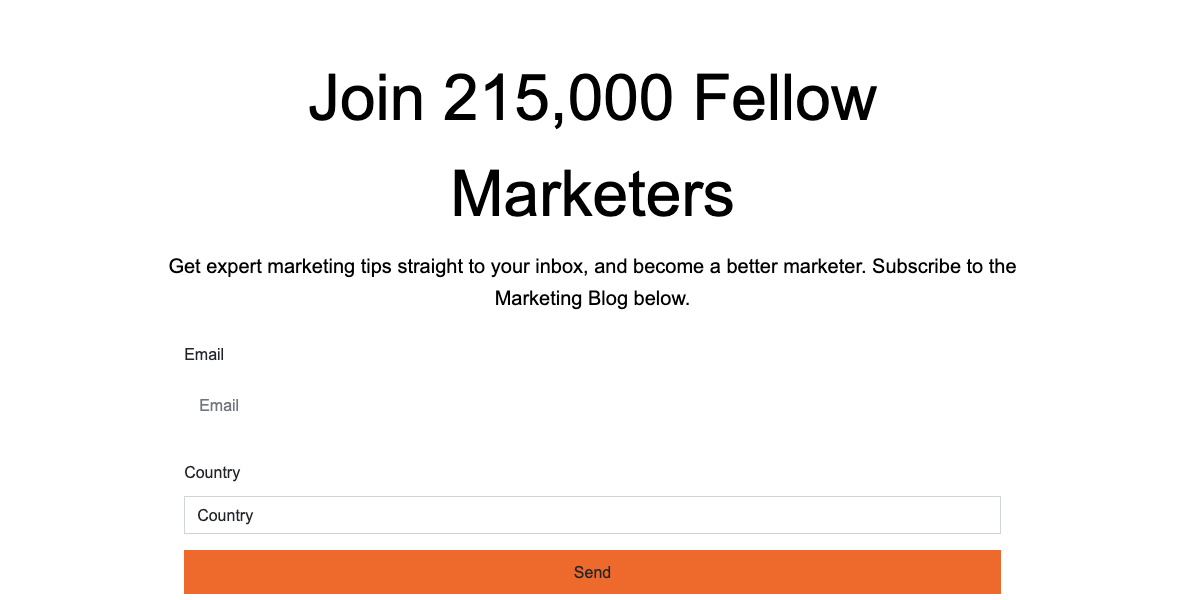 Join 215,000 Fellow
Marketers
Get expert marketing tips straight to your inbox, and become a better marketer. Subscribe to the
Marketing Blog below.
Email
Email
Country
Country
Send